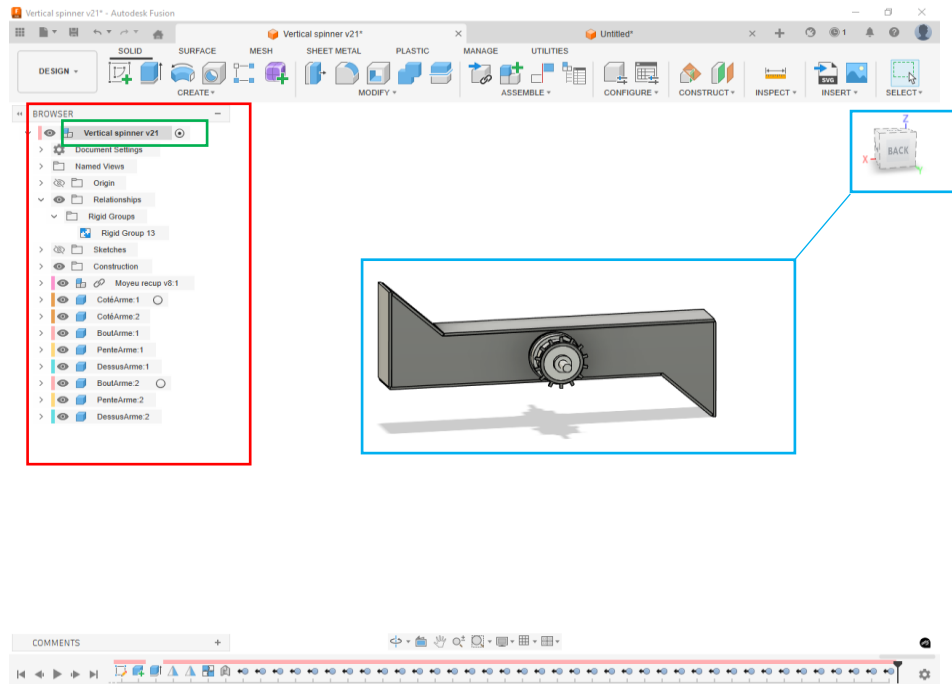 Vertical spinner v21* - Autodesk Fusion
Vertical spinner v21*
Untitled*
1
SOLID SURFACE MESH SHEET METAL PLASTIC MANAGE UTILITIES
DESIGN
CREATE MODIFY ASSEMBLE CONFIGURE CONSTRUCT INSPECT INSERT SELECT
SVG
BROWSER
Vertical spinner v21
Document Settings
Named Views
Origin
Relationships
Rigid Groups
Rigid Group 13
Sketches
Construction
Moyeu recup v8:1
CotéArme:1
CotéArme:2
BoutArme:1
PenteArme:1
DessusArme:1
BoutArme:2
PenteArme:2
DessusArme:2
Z
BACK
X
Y
COMMENTS